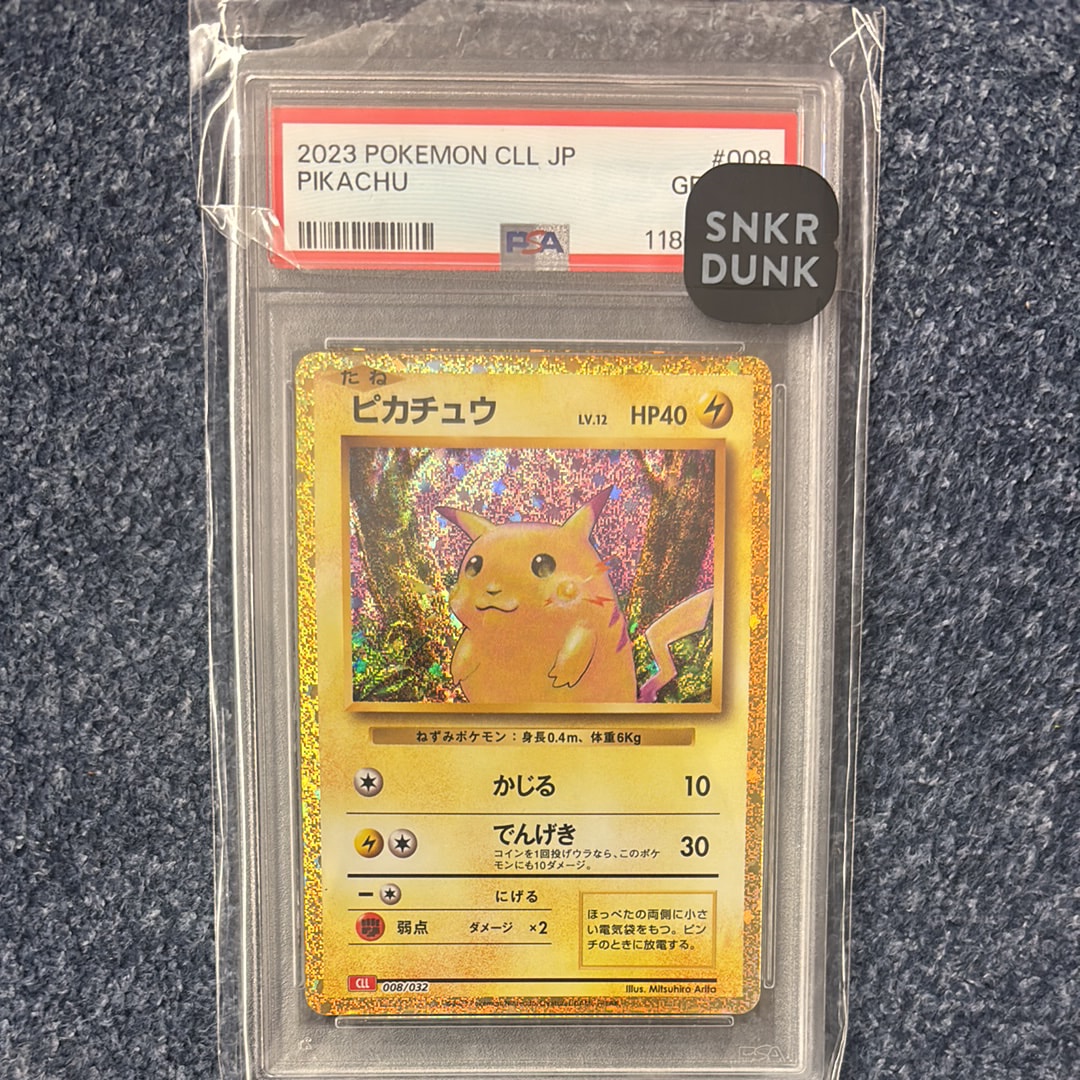 2023 POKEMON CLL JP #008
PIKACHU
PSA
SNKR
DUNK
たね
ピカチュウ LV.12 HP40
ねずみポケモン：身長0.4m、体重6Kg
かじる 10
でんげき 30
コインを1回投げウラなら、このポケ
モンにも10ダメージ。
ー にげる
弱点 ダメージ ×2
ほっぺたの両側に小さ
い電気袋をもつ。ピン
チのときに放電する。
CLL 008/032 Illus. Mitsuhiro Arita
PSA